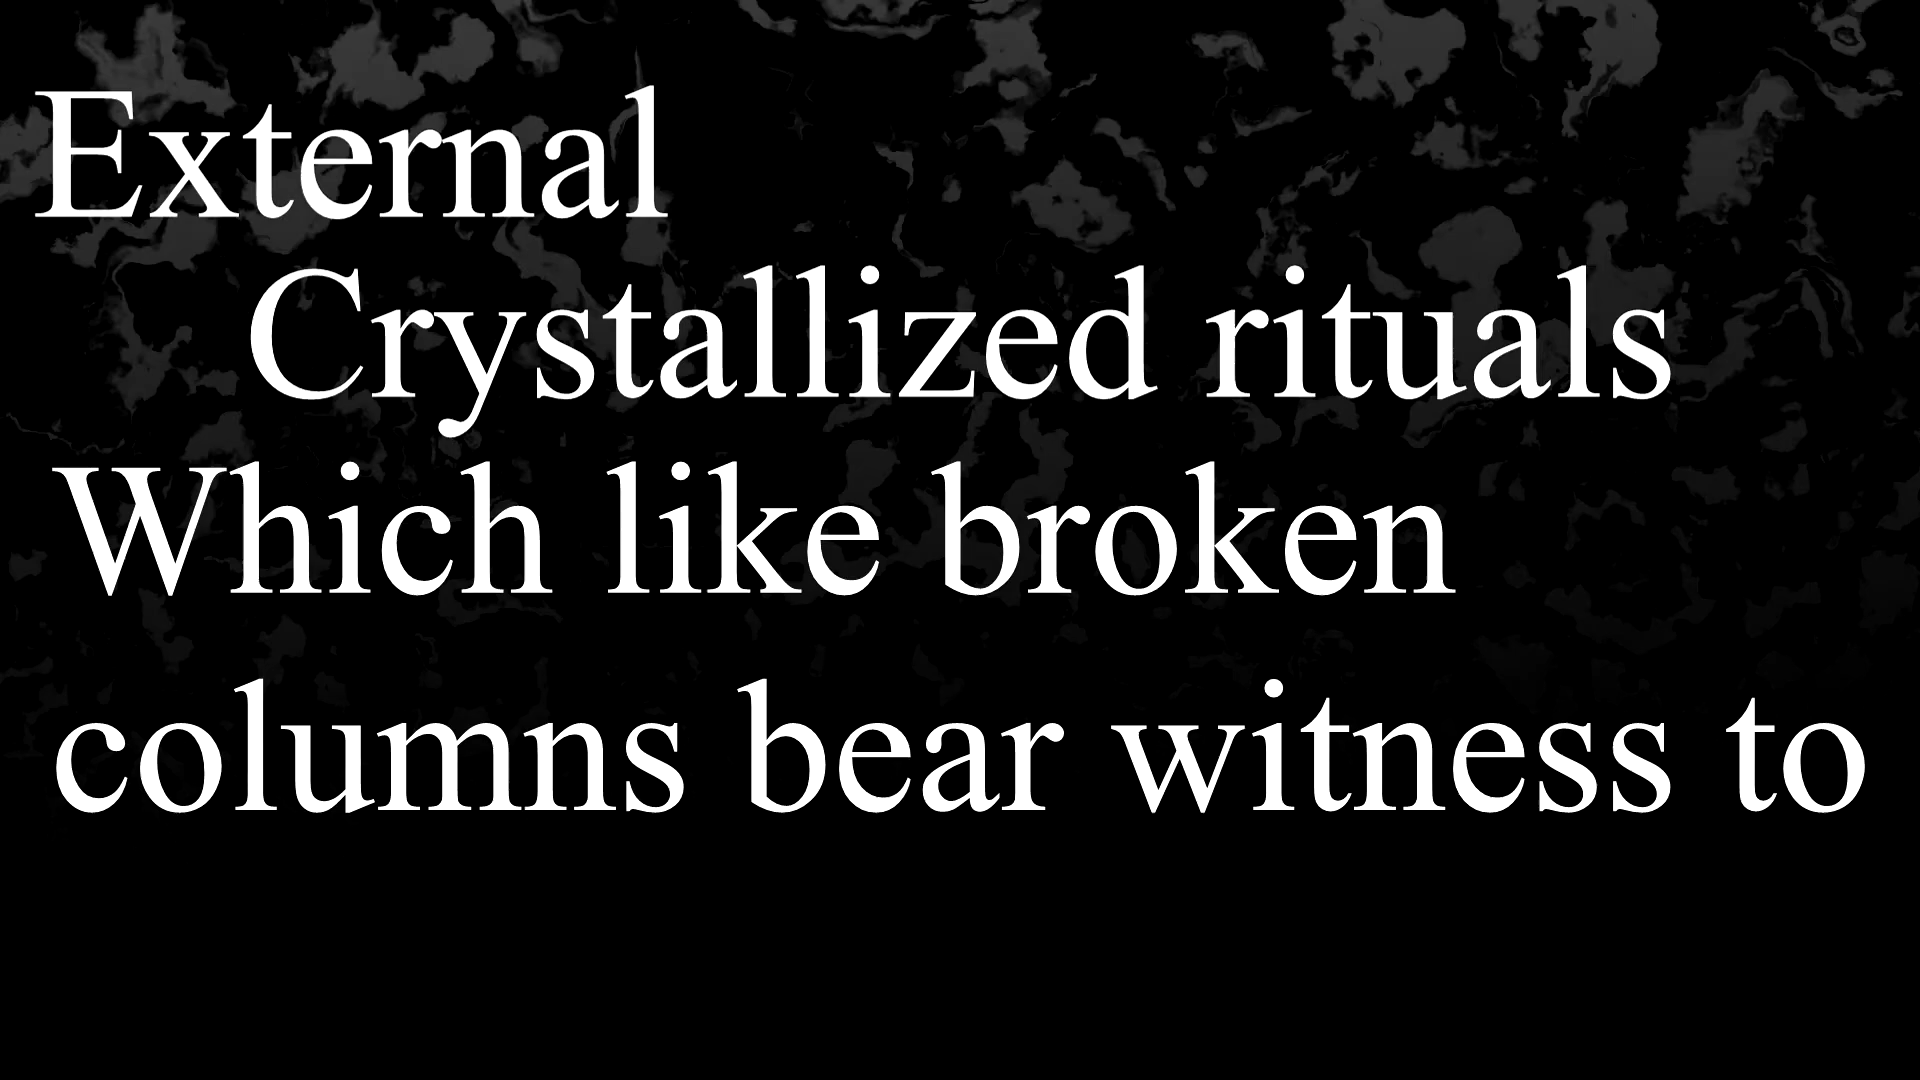 External
Crystallized rituals
Which like broken
columns bear witness to